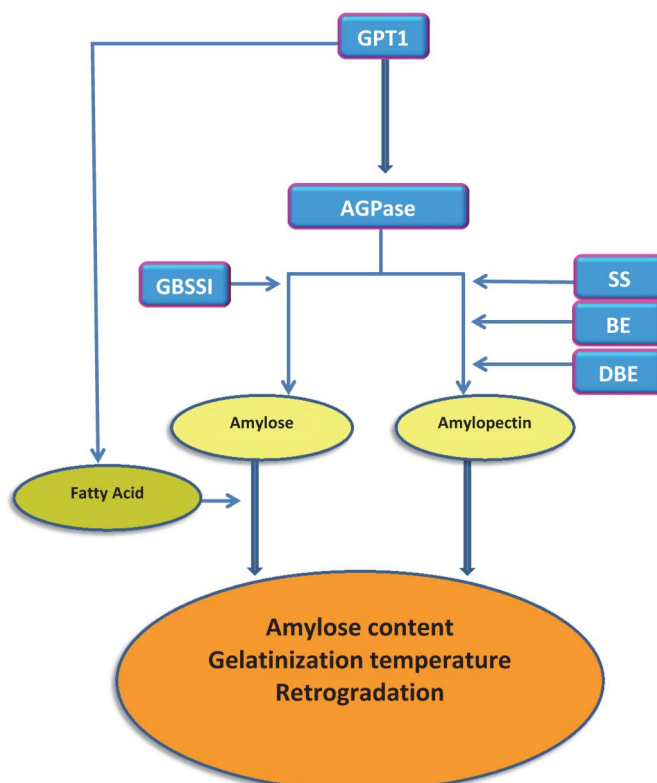 GPT1
AGPase
GBSSI
SS
BE
DBE
Amylose
Amylopectin
Fatty Acid
Amylose content
Gelatinization temperature
Retrogradation